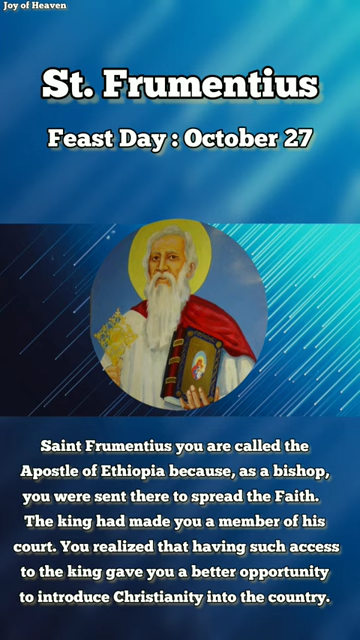 Joy of Heaven
St. Frumentius
Feast Day : October 27
Saint Frumentius you are called the
Apostle of Ethiopia because, as a bishop,
you were sent there to spread the Faith.
The king had made you a member of his
court. You realized that having such access
to the king gave you a better opportunity
to introduce Christianity into the country.